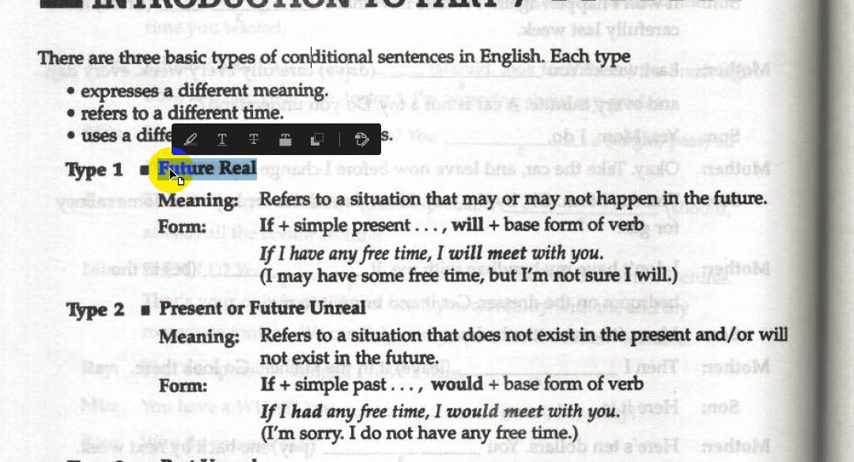 There are three basic types of conditional sentences in English. Each type
• expresses a different meaning.
• refers to a different time.
• uses a diffe s.
Type 1 ■ Future Real
Meaning: Refers to a situation that may or may not happen in the future.
Form: If + simple present . . . , will + base form of verb
If I have any free time, I will meet with you.
(I may have some free time, but I'm not sure I will.)
Type 2 ■ Present or Future Unreal
Meaning: Refers to a situation that does not exist in the present and/or will
not exist in the future.
Form: If + simple past . . . , would + base form of verb
If I had any free time, I would meet with you.
(I'm sorry. I do not have any free time.)